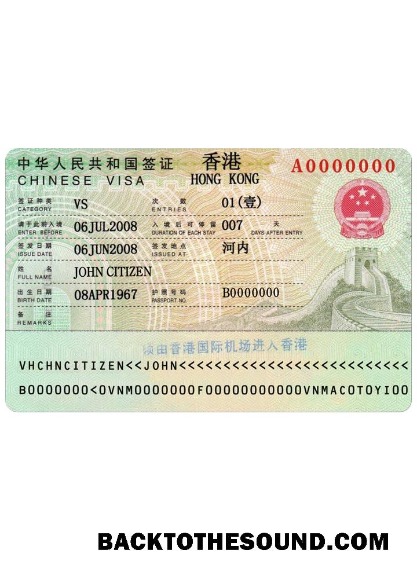 中华人民共和国签证 香港 A0000000
CHINESE VISA HONG KONG
签证种类 VS 次数 01(壹)
CATEGORY ENTRIES
请于此前入境 06JUL2008 入境后可停留 007 天
ENTER BEFORE DURATION OF EACH STAY DAYS AFTER ENTRY
签发日期 06JUN2008 签发地点 河内
ISSUE DATE ISSUED AT
姓名 JOHN CITIZEN
FULL NAME
出生日期 08APR1967 护照号码 B0000000
BIRTH DATE PASSPORT NO.
备注
REMARKS
须由香港国际机场进入香港
VHCHNCITIZEN<<JOHN<<<<<<<<<<<<<<<<<<<<<<<<<<
B0000000<0VNM0000000F00000000000VNMACOTOYI00
BACKTOTHESOUND.COM